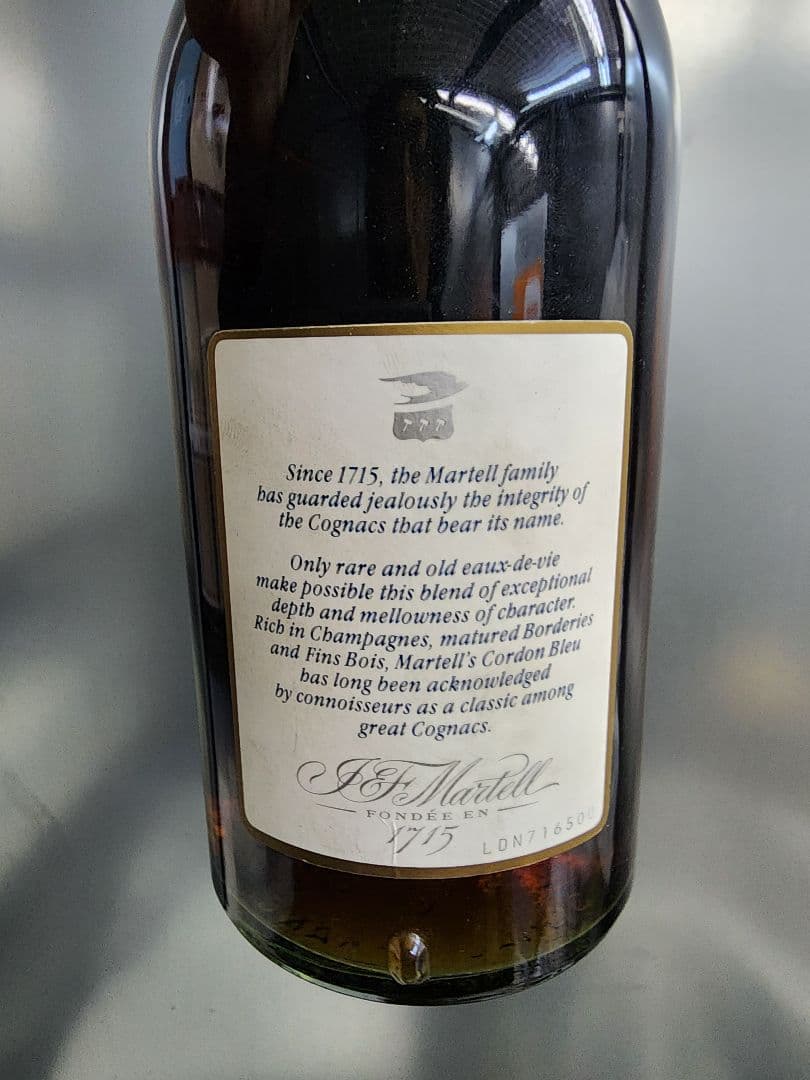 Since 1715, the Martell family
has guarded jealously the integrity of
the Cognacs that bear its name.
Only rare and old eaux-de-vie
make possible this blend of exceptional
depth and mellowness of character.
Rich in Champagnes, matured Borderies
and Fins Bois, Martell's Cordon Bleu
has long been acknowledged
by connoisseurs as a classic among
great Cognacs.
J&F Martell
FONDÉE EN
1715